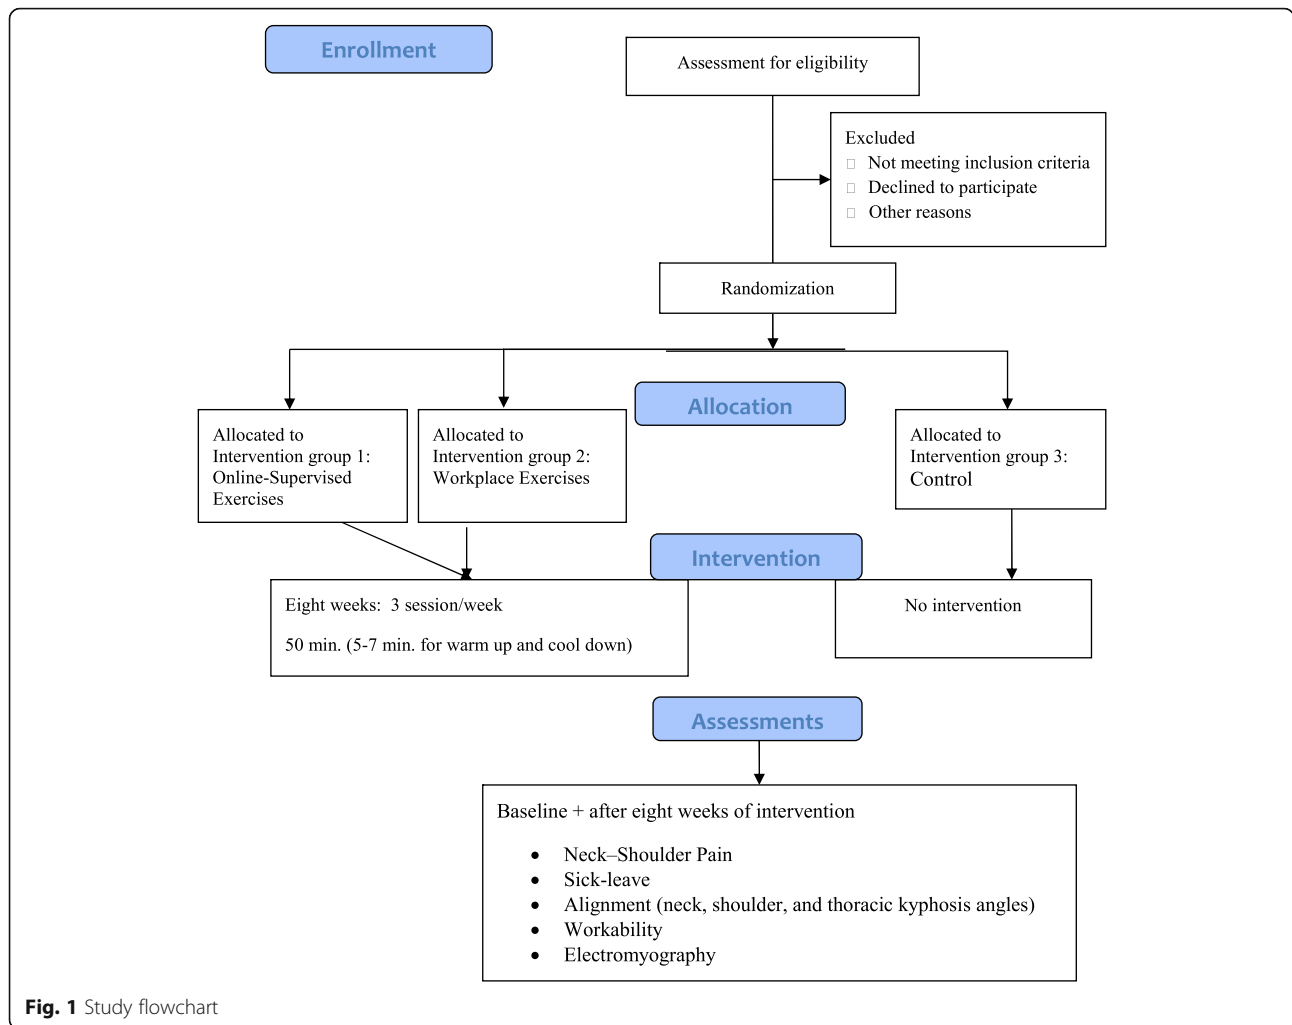 Enrollment
Assessment for eligibility
Excluded
Not meeting inclusion criteria
Declined to participate
Other reasons
Randomization
Allocation
Allocated to
Intervention group 1:
Online-Supervised
Exercises
Allocated to
Intervention group 2:
Workplace Exercises
Allocated to
Intervention group 3:
Control
Intervention
Eight weeks: 3 session/week
50 min. (5-7 min. for warm up and cool down)
No intervention
Assessments
Baseline + after eight weeks of intervention
• Neck–Shoulder Pain
• Sick-leave
• Alignment (neck, shoulder, and thoracic kyphosis angles)
• Workability
• Electromyography
Fig. 1 Study flowchart